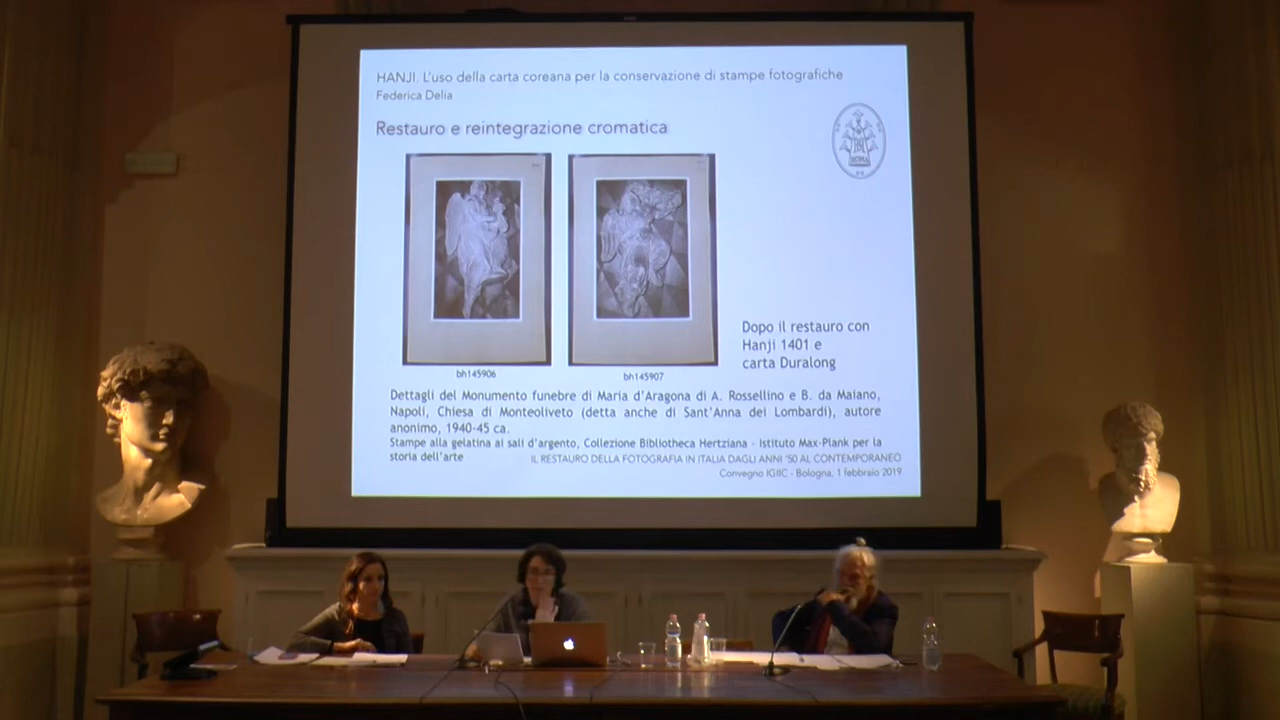 HANJI. L'uso della carta coreana per la conservazione di stampe fotografiche
Federica Delia
Restauro e reintegrazione cromatica
ROMA
bh145906
bh145907
Dopo il restauro con
Hanji 1401 e
carta Duralong
Dettagli del Monumento funebre di Maria d'Aragona di A. Rossellino e B. da Maiano,
Napoli, Chiesa di Monteoliveto (detta anche di Sant'Anna dei Lombardi), autore
anonimo, 1940-45 ca.
Stampe alla gelatina ai sali d'argento, Collezione Bibliotheca Hertziana - Istituto Max-Plank per la
storia dell'arte
IL RESTAURO DELLA FOTOGRAFIA IN ITALIA DAGLI ANNI '50 AL CONTEMPORANEO
Convegno IGIIC - Bologna, 1 febbraio 2019